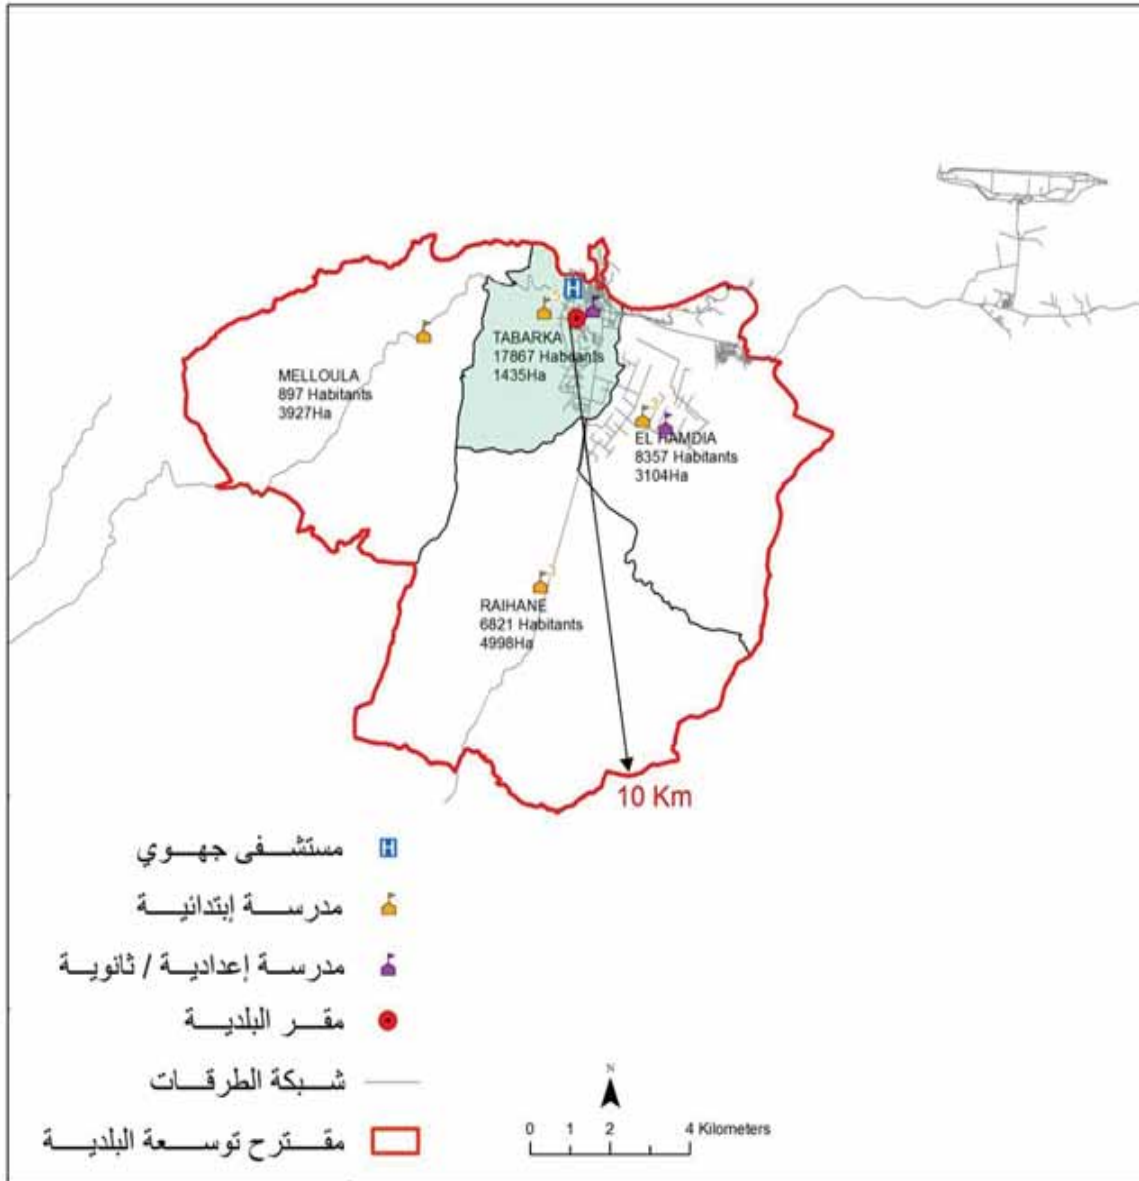 TABARKA
17867 Habitants
1435Ha
MELLOULA
897 Habitants
3927Ha
EL HAMDIA
8357 Habitants
3104Ha
RAIHANE
6821 Habitants
4998Ha
10 Km
مستشفى جهوي
مدرسة إبتدائية
مدرسة إعدادية / ثانوية
مقر البلدية
شبكة الطرقات
مقترح توسعة البلدية
N
0 1 2 4 Kilometers